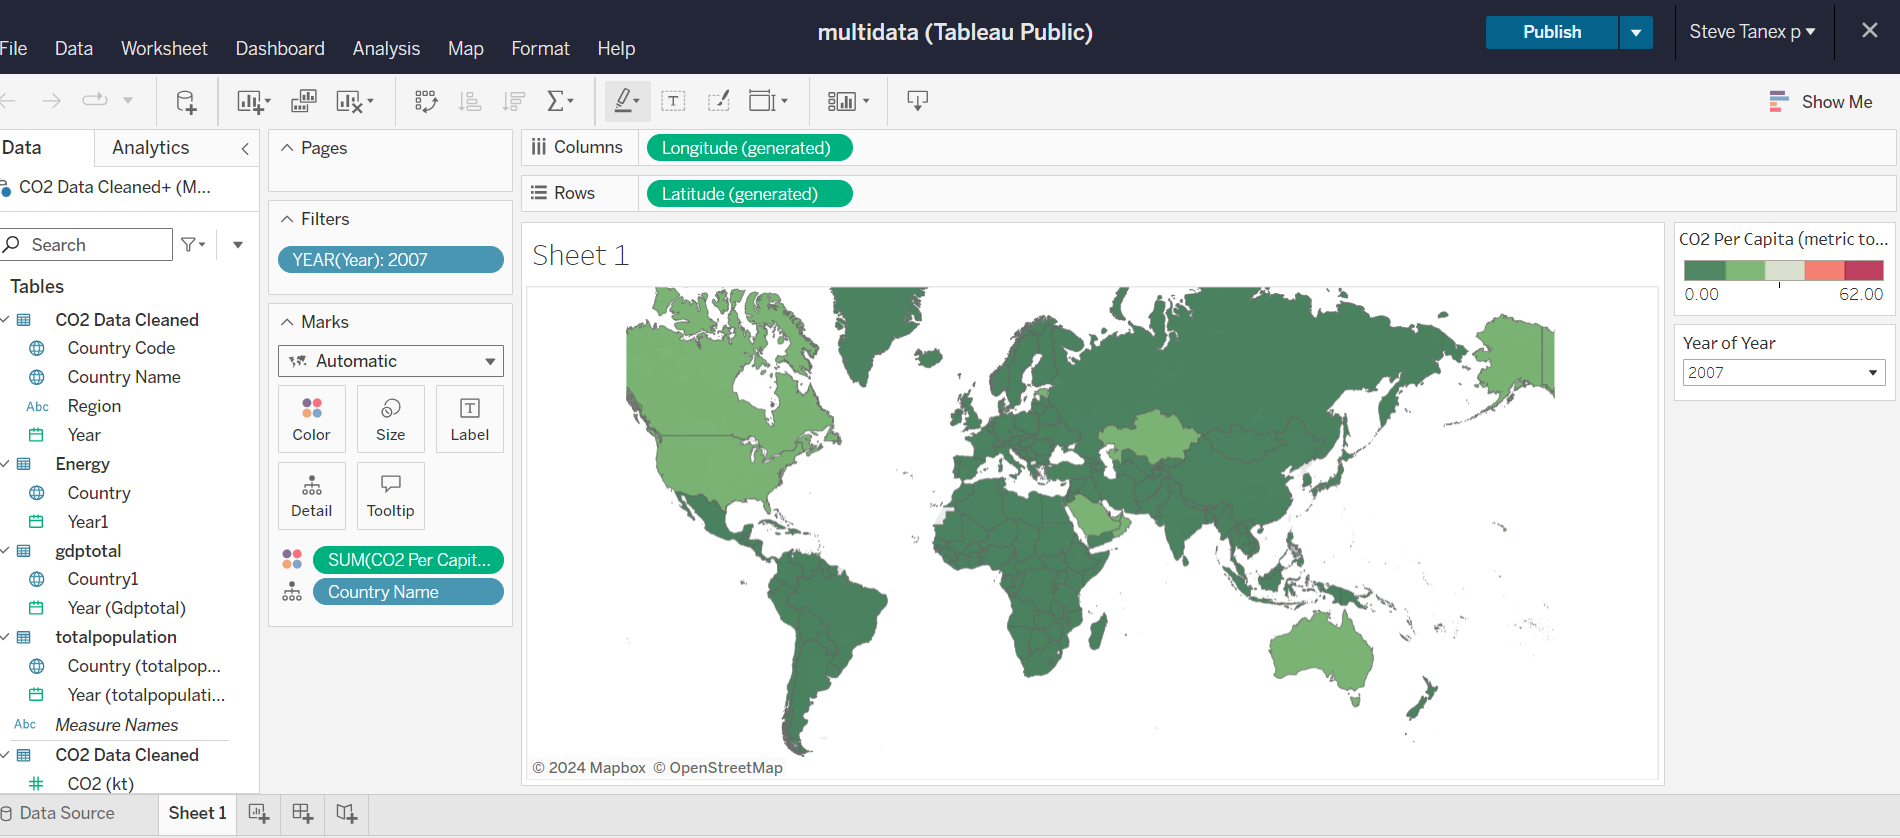 multidata (Tableau Public)
Publish
Steve Tanex p
File Data Worksheet Dashboard Analysis Map Format Help
Show Me
Data Analytics
CO2 Data Cleaned+ (M...
Search
Tables
CO2 Data Cleaned
Country Code
Country Name
Abc Region
Year
Energy
Country
Year1
gdptotal
Country1
Year (Gdptotal)
totalpopulation
Country (totalpop...
Year (totalpopulati...
Abc Measure Names
CO2 Data Cleaned
CO2 (kt)
Pages
Filters
YEAR(Year): 2007
Marks
Automatic
Color Size Label
Detail Tooltip
SUM(CO2 Per Capit...
Country Name
Columns Longitude (generated)
Rows Latitude (generated)
Sheet 1
© 2024 Mapbox © OpenStreetMap
CO2 Per Capita (metric to...
0.00 62.00
Year of Year
2007
Data Source Sheet 1